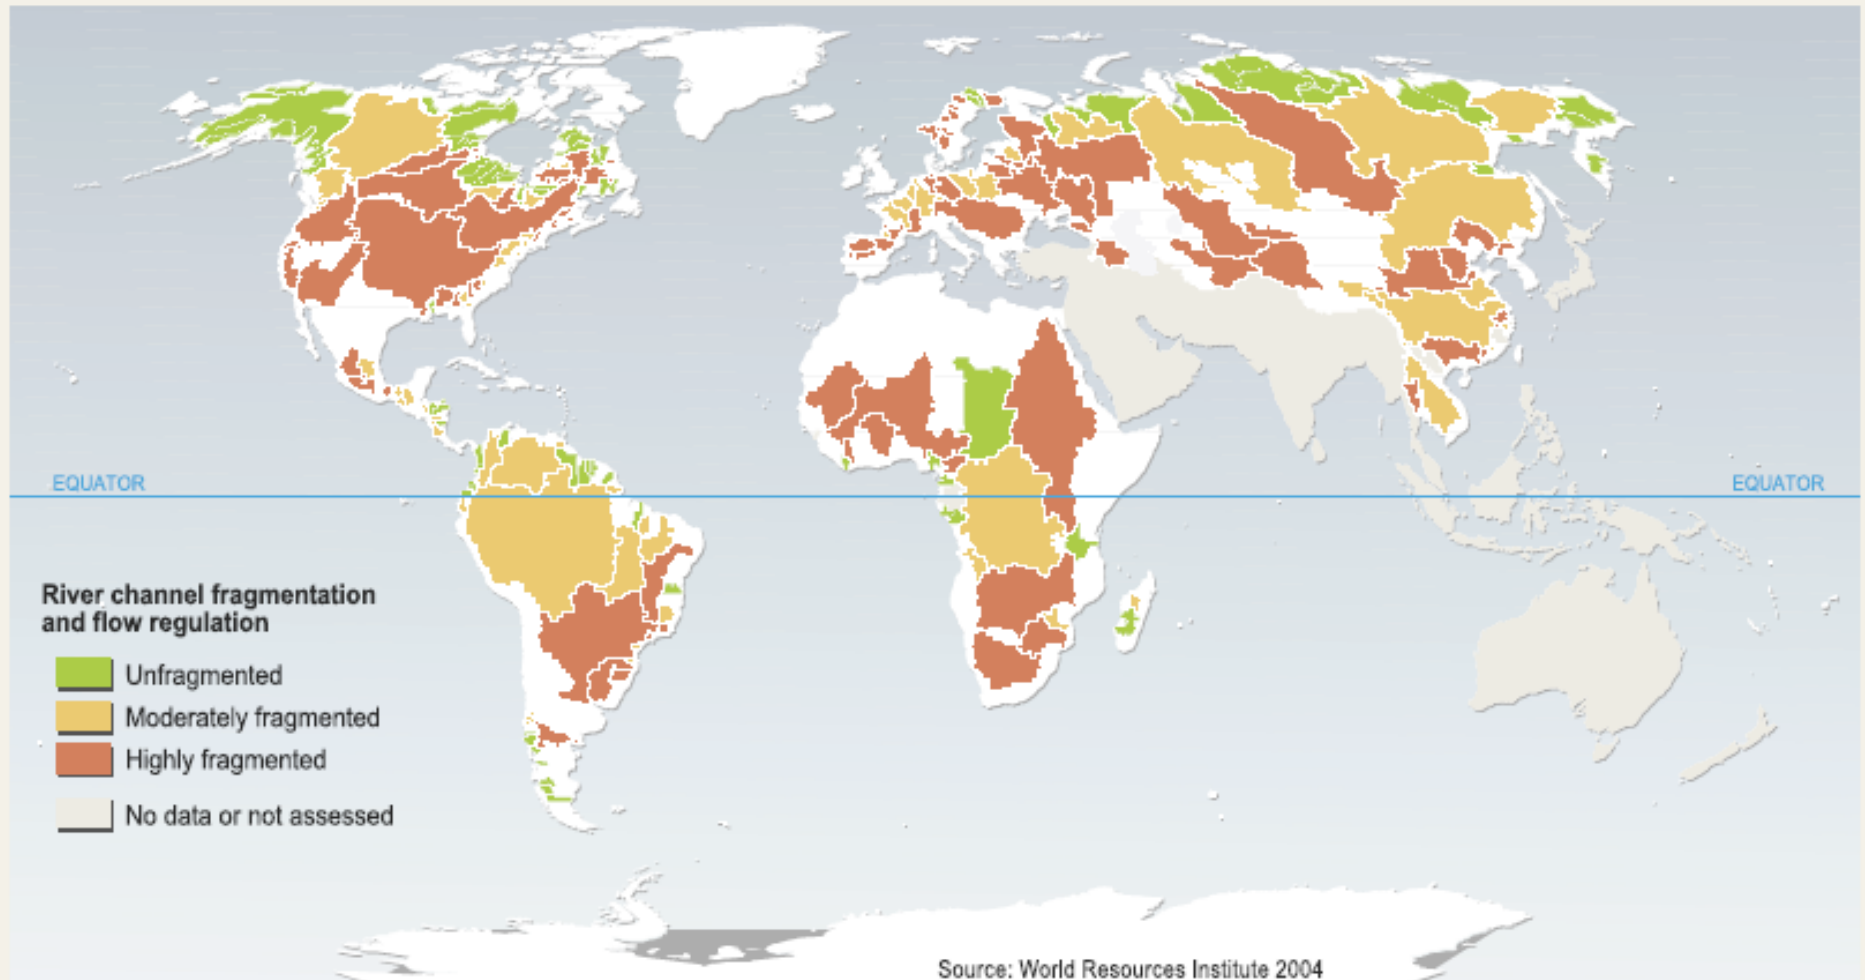 EQUATOR
EQUATOR
River channel fragmentation
and flow regulation
Unfragmented
Moderately fragmented
Highly fragmented
No data or not assessed
Source: World Resources Institute 2004